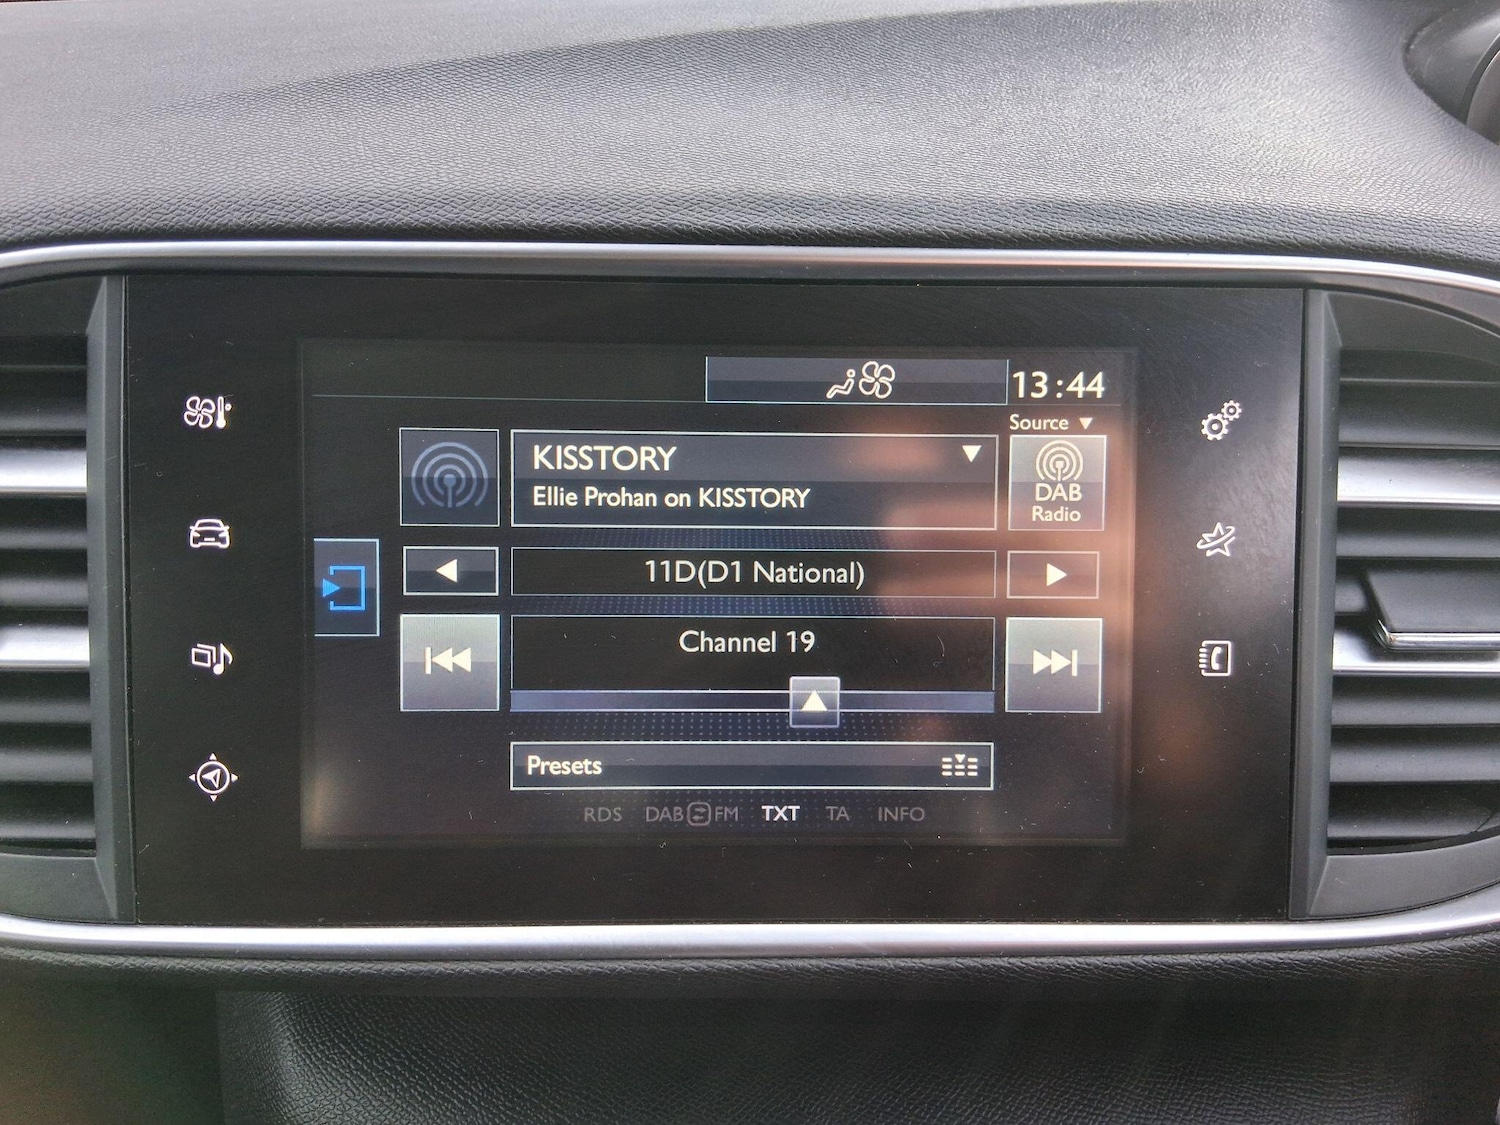 13:44
Source
KISSTORY
Ellie Prohan on KISSTORY
DAB
Radio
11D(D1 National)
Channel 19
Presets
RDS DAB FM TXT TA INFO